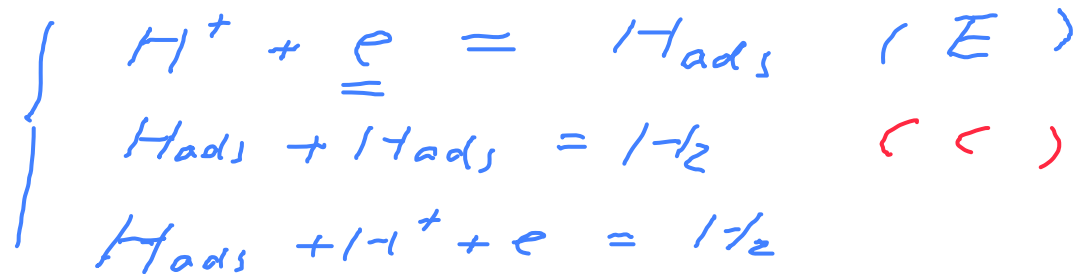 H⁺ + e = H_ads (E)
H_ads + H_ads = H₂ (C)
H_ads + H⁺ + e = H₂